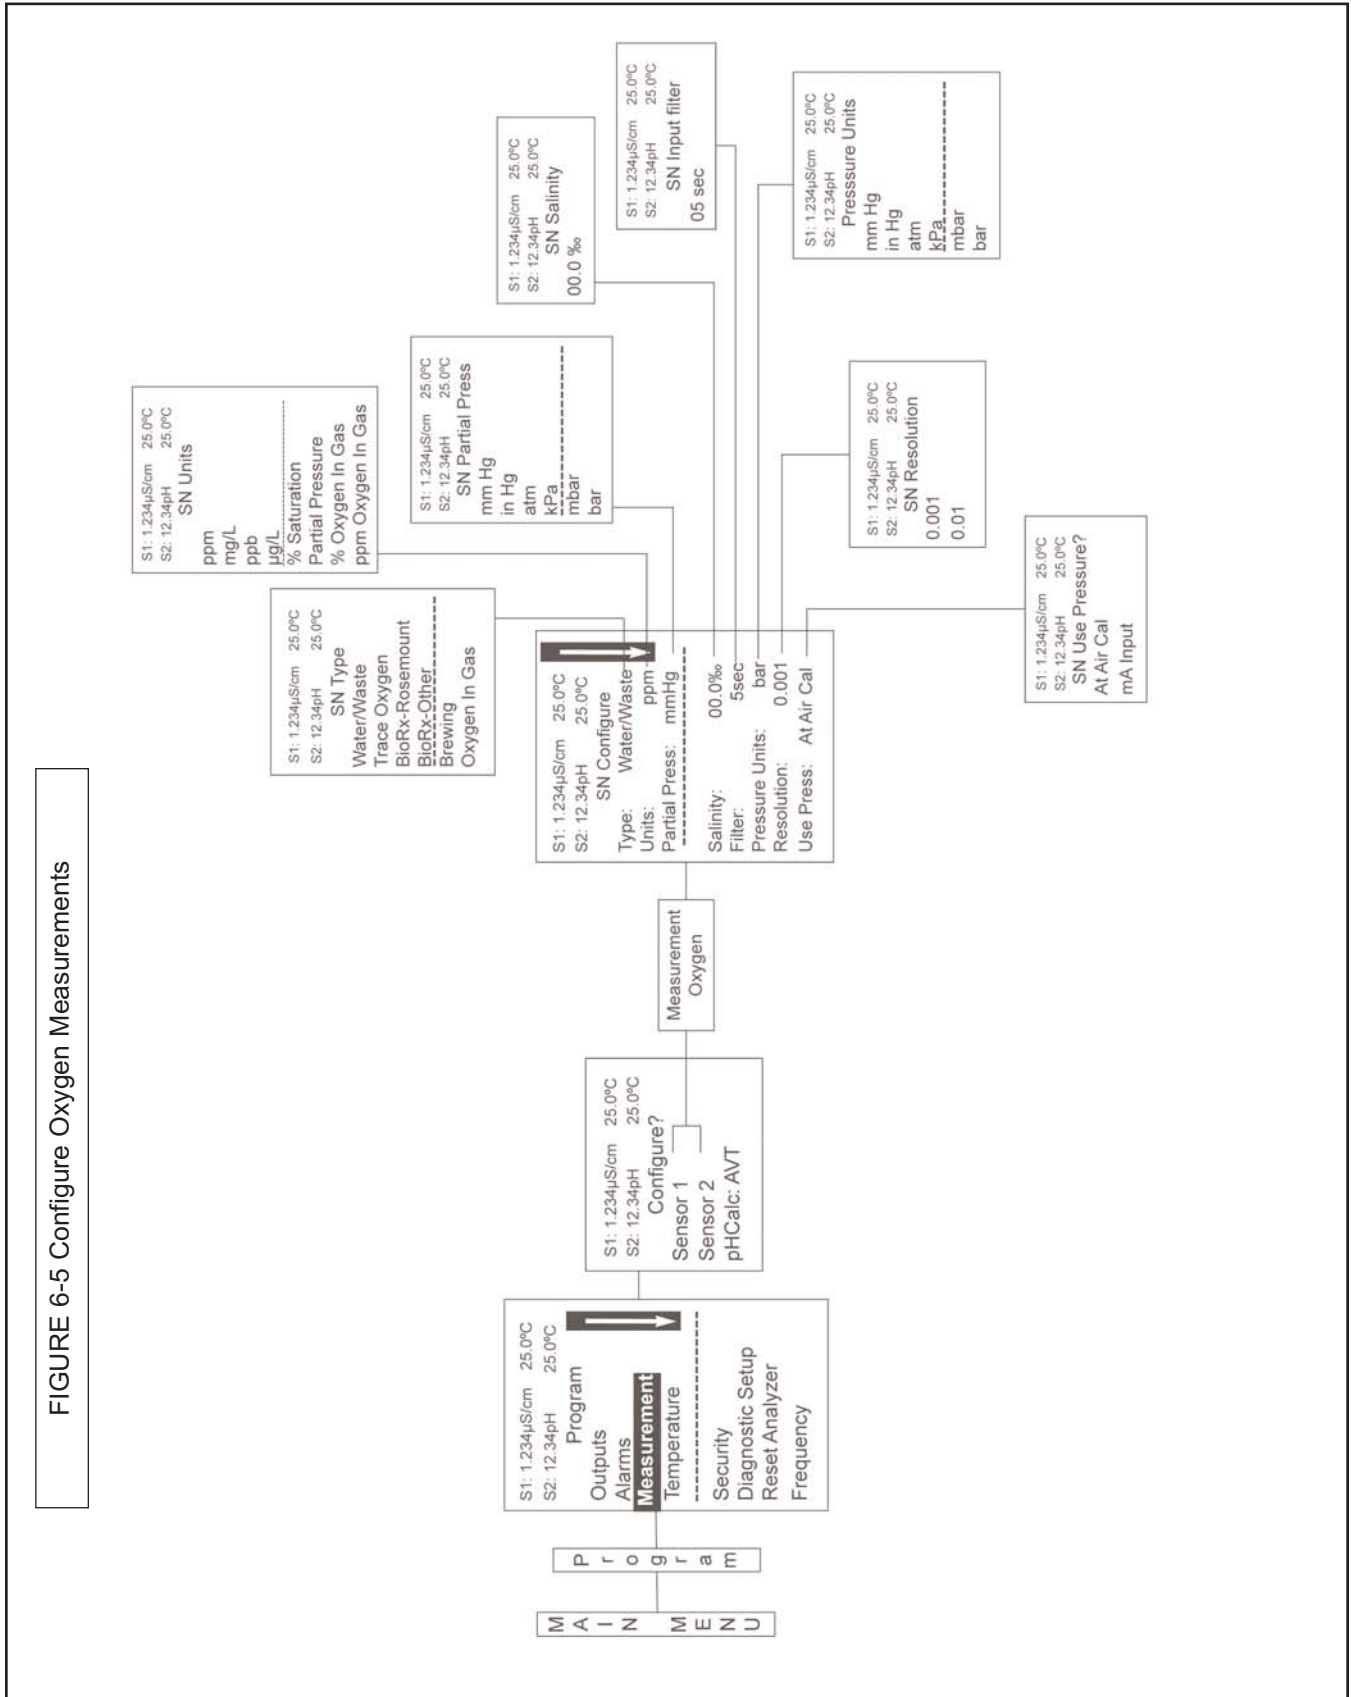 FIGURE 6-5 Configure Oxygen Measurements
MAIN MENU
Program
S1: 1.234µS/cm 25.0ºC
S2: 12.34pH 25.0ºC
Program
Outputs
Alarms
Measurement
Temperature
Security
Diagnostic Setup
Reset Analyzer
Frequency
S1: 1.234µS/cm 25.0ºC
S2: 12.34pH 25.0ºC
Configure?
Sensor 1
Sensor 2
pHCalc: AVT
Measurement
Oxygen
S1: 1.234µS/cm 25.0ºC
S2: 12.34pH 25.0ºC
SN Configure
Type: Water/Waste
Units: ppm
Partial Press: mmHg
Salinity: 00.0‰
Filter: 5sec
Pressure Units: bar
Resolution: 0.001
Use Press: At Air Cal
S1: 1.234µS/cm 25.0ºC
S2: 12.34pH 25.0ºC
SN Type
Water/Waste
Trace Oxygen
BioRx-Rosemount
BioRx-Other
Brewing
Oxygen In Gas
S1: 1.234µS/cm 25.0ºC
S2: 12.34pH 25.0ºC
SN Units
ppm
mg/L
ppb
µg/L
% Saturation
Partial Pressure
% Oxygen In Gas
ppm Oxygen In Gas
S1: 1.234µS/cm 25.0ºC
S2: 12.34pH 25.0ºC
SN Partial Press
mm Hg
in Hg
atm
kPa
mbar
bar
S1: 1.234µS/cm 25.0ºC
S2: 12.34pH 25.0ºC
SN Salinity
00.0 ‰
S1: 1.234µS/cm 25.0ºC
S2: 12.34pH 25.0ºC
SN Input filter
05 sec
S1: 1.234µS/cm 25.0ºC
S2: 12.34pH 25.0ºC
Presssure Units
mm Hg
in Hg
atm
kPa
mbar
bar
S1: 1.234µS/cm 25.0ºC
S2: 12.34pH 25.0ºC
SN Resolution
0.001
0.01
S1: 1.234µS/cm 25.0ºC
S2: 12.34pH 25.0ºC
SN Use Pressure?
At Air Cal
mA Input